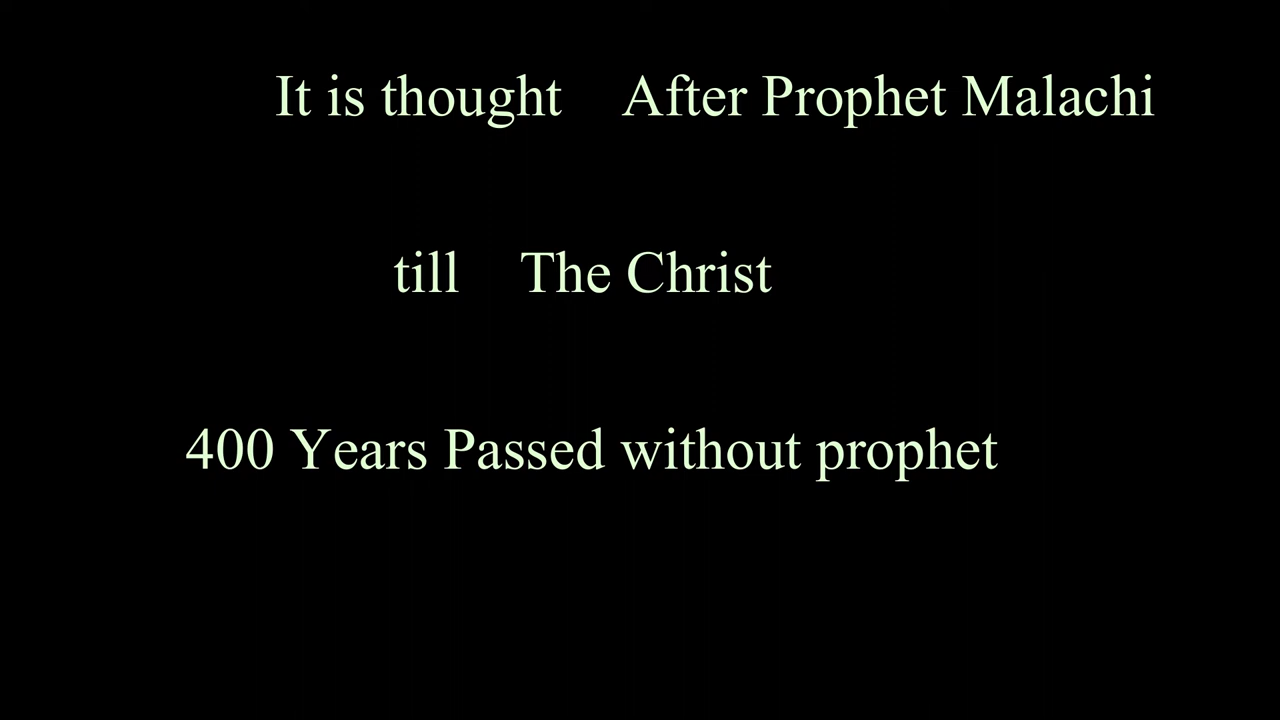 It is thought After Prophet Malachi
till The Christ
400 Years Passed without prophet